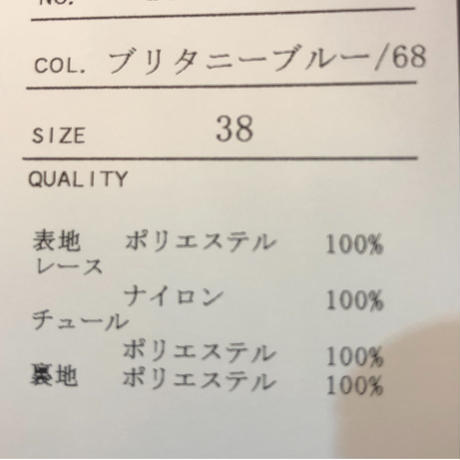 NO.
COL. ブリタニーブルー/68
SIZE 38
QUALITY
表地 ポリエステル 100%
レース
ナイロン 100%
チュール
ポリエステル 100%
裏地 ポリエステル 100%